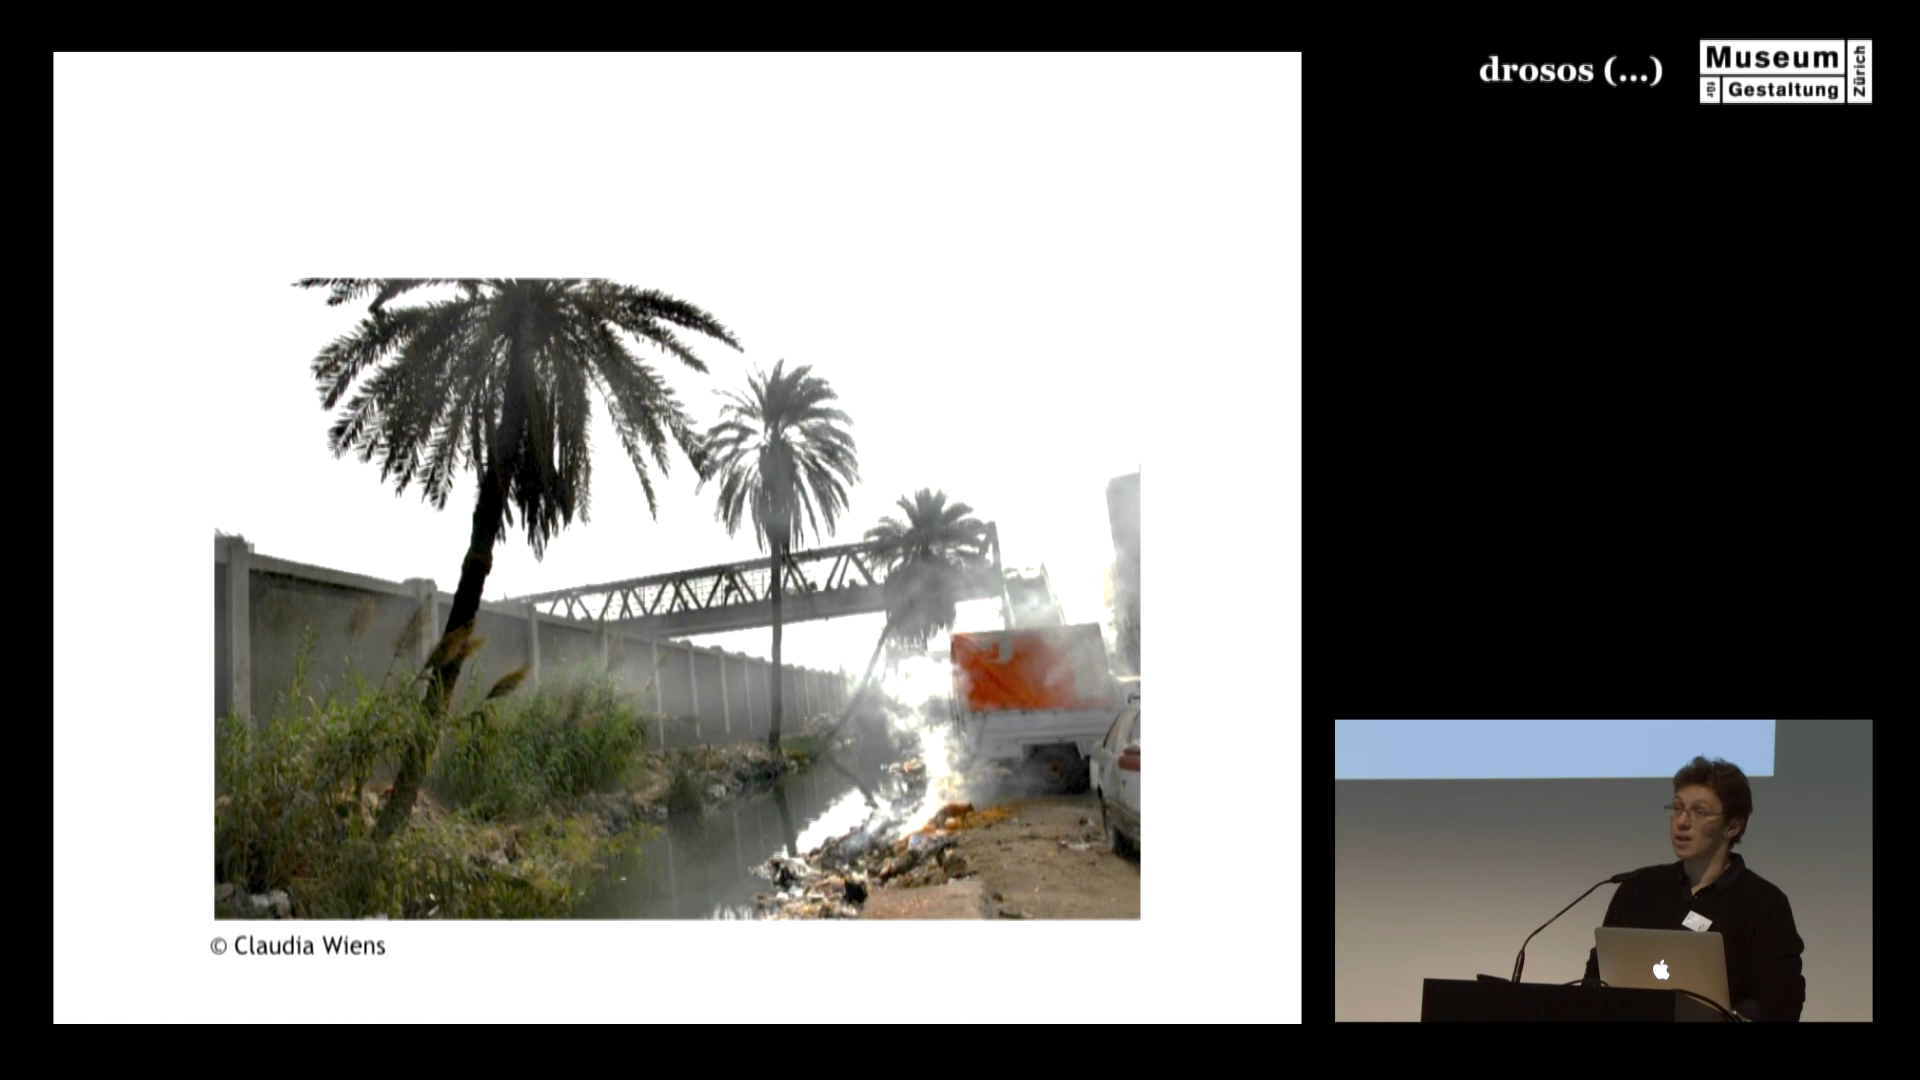 drosos (...)
Museum
für Gestaltung
Zürich
© Claudia Wiens